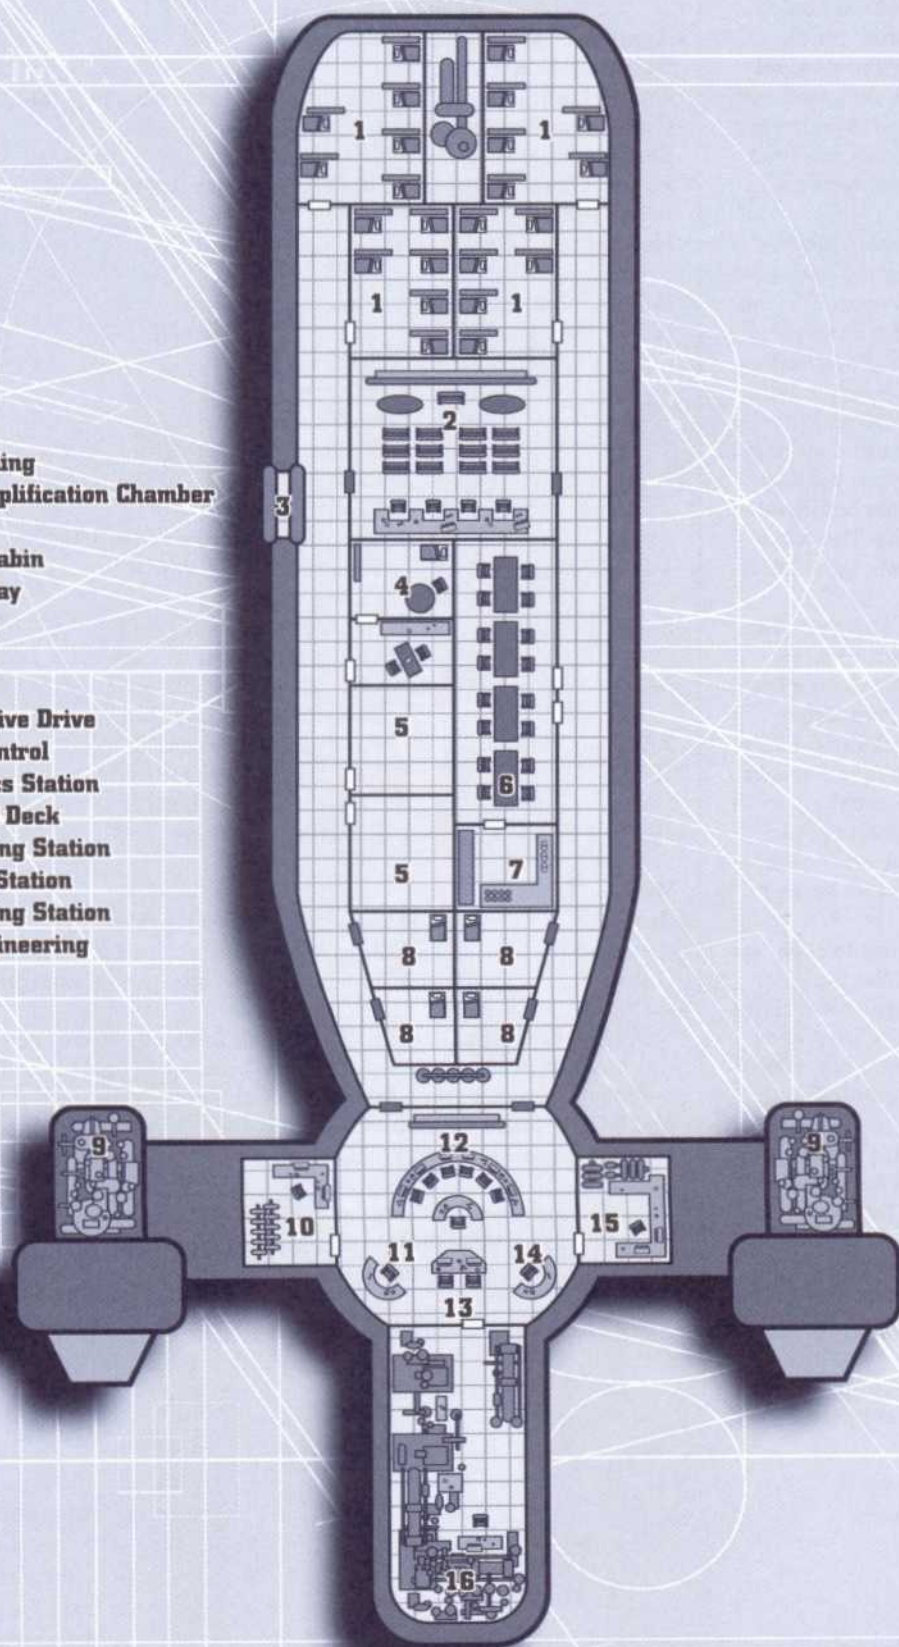 1 1
1 1
2
king
plification Chamber
3
abin
ay
4
ive Drive
ntrol
5
cs Station
6
Deck
ng Station
7
5
Station
ng Station
ineering
8 8
8 8
9 9
12
10 15
11 14
13
16